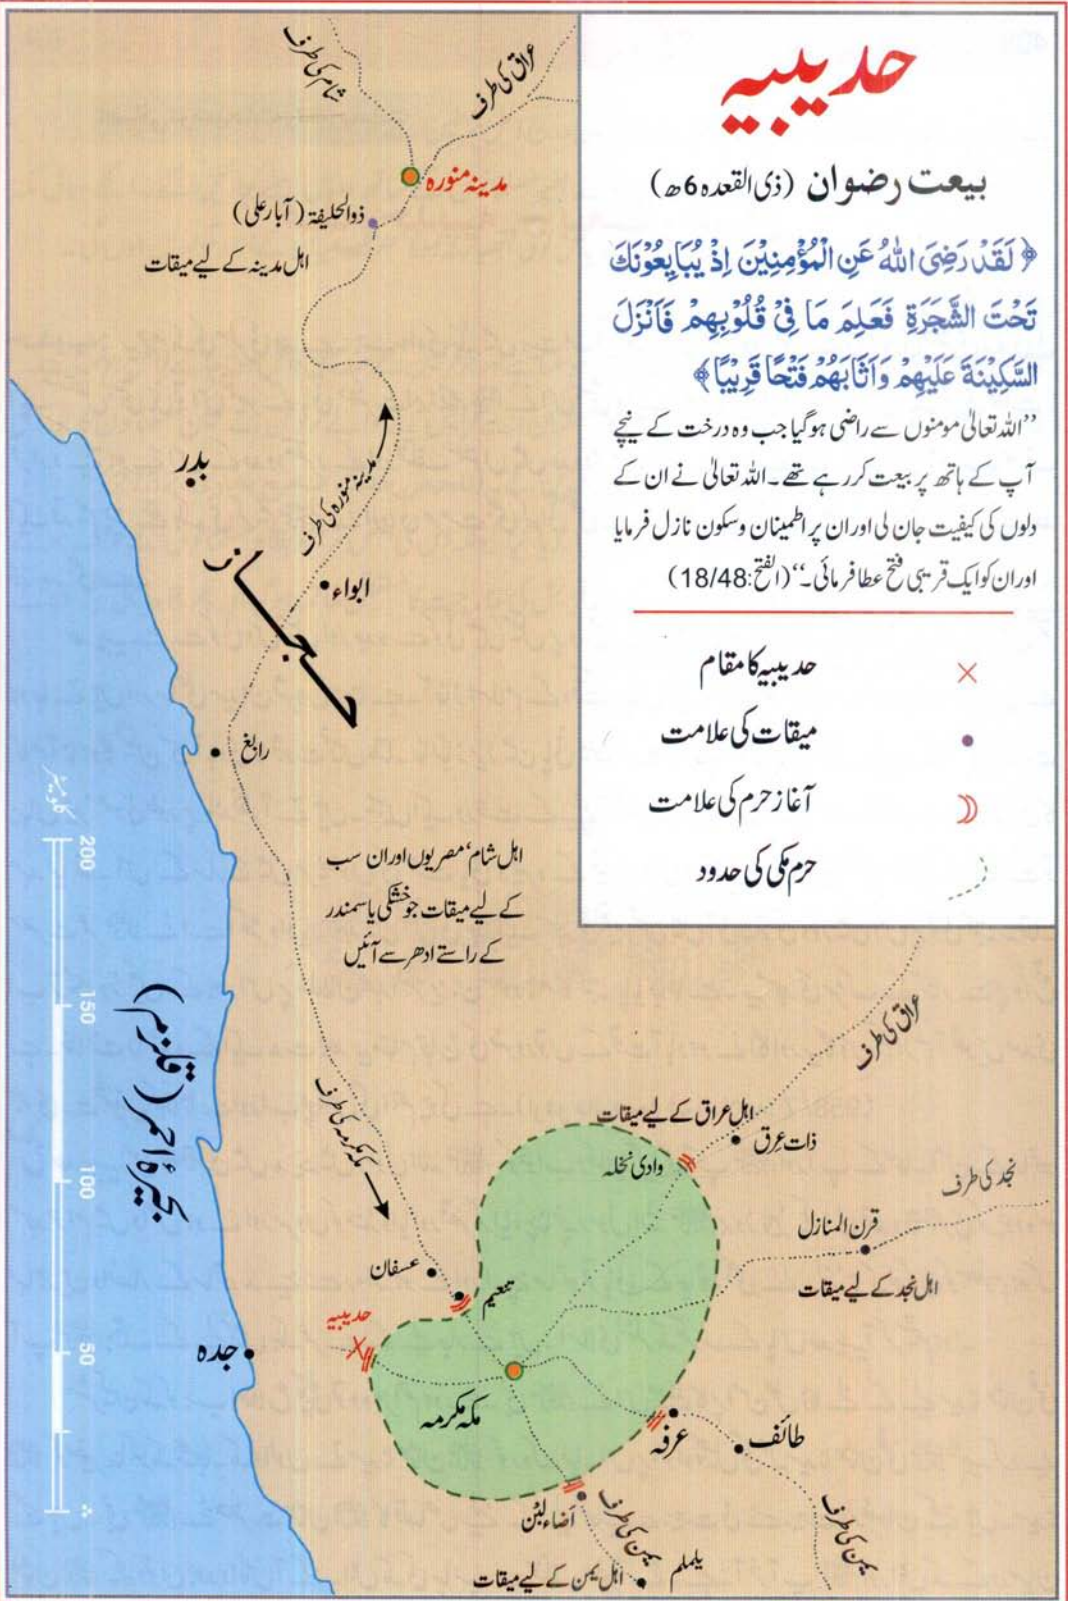 حدیبیہ
بیعت رضوان (ذی القعدہ 6ھ)
﴿ لَقَدْ رَضِيَ اللهُ عَنِ الْمُؤْمِنِيْنَ اِذْ يُبَايِعُوْنَكَ
تَحْتَ الشَّجَرَةِ فَعَلِمَ مَا فِيْ قُلُوْبِهِمْ فَاَنْزَلَ
السَّكِيْنَةَ عَلَيْهِمْ وَاَثَابَهُمْ فَتْحًا قَرِيْبًا ﴾
”اللہ تعالیٰ مومنوں سے راضی ہوگیا جب وہ درخت کے نیچے
آپ کے ہاتھ پر بیعت کر رہے تھے۔ اللہ تعالیٰ نے ان کے
دلوں کی کیفیت جان لی اور ان پر اطمینان وسکون نازل فرمایا
اور ان کو ایک قریبی فتح عطا فرمائی۔“ (الفتح:18/48)
حدیبیہ کا مقام
میقات کی علامت
آغاز حرم کی علامت
حرم مکی کی حدود
شام کی طرف
عراق کی طرف
مدینہ منورہ
ذوالحلیفۃ (آبار علی)
اہل مدینہ کے لیے میقات
بدر
مدینہ منورہ کی طرف
حجاز
ابواء
رابغ
اہل شام‘ مصریوں اور ان سب
کے لیے میقات جو خشکی یا سمندر
کے راستے ادھر سے آئیں
کلومیٹر
200
150
100
50
بحیرۂ احمر (قلزم)
مکہ مکرمہ کی طرف
عراق کی طرف
اہل عراق کے لیے میقات
ذات عرق
وادی نخلہ
نجد کی طرف
قرن المنازل
اہل نجد کے لیے میقات
عسفان
تنعیم
حدیبیہ
جدہ
مکہ مکرمہ
عرفہ
طائف
اَضاء لبن
یمن کی طرف
یمن کی طرف
یلملم
اہل یمن کے لیے میقات